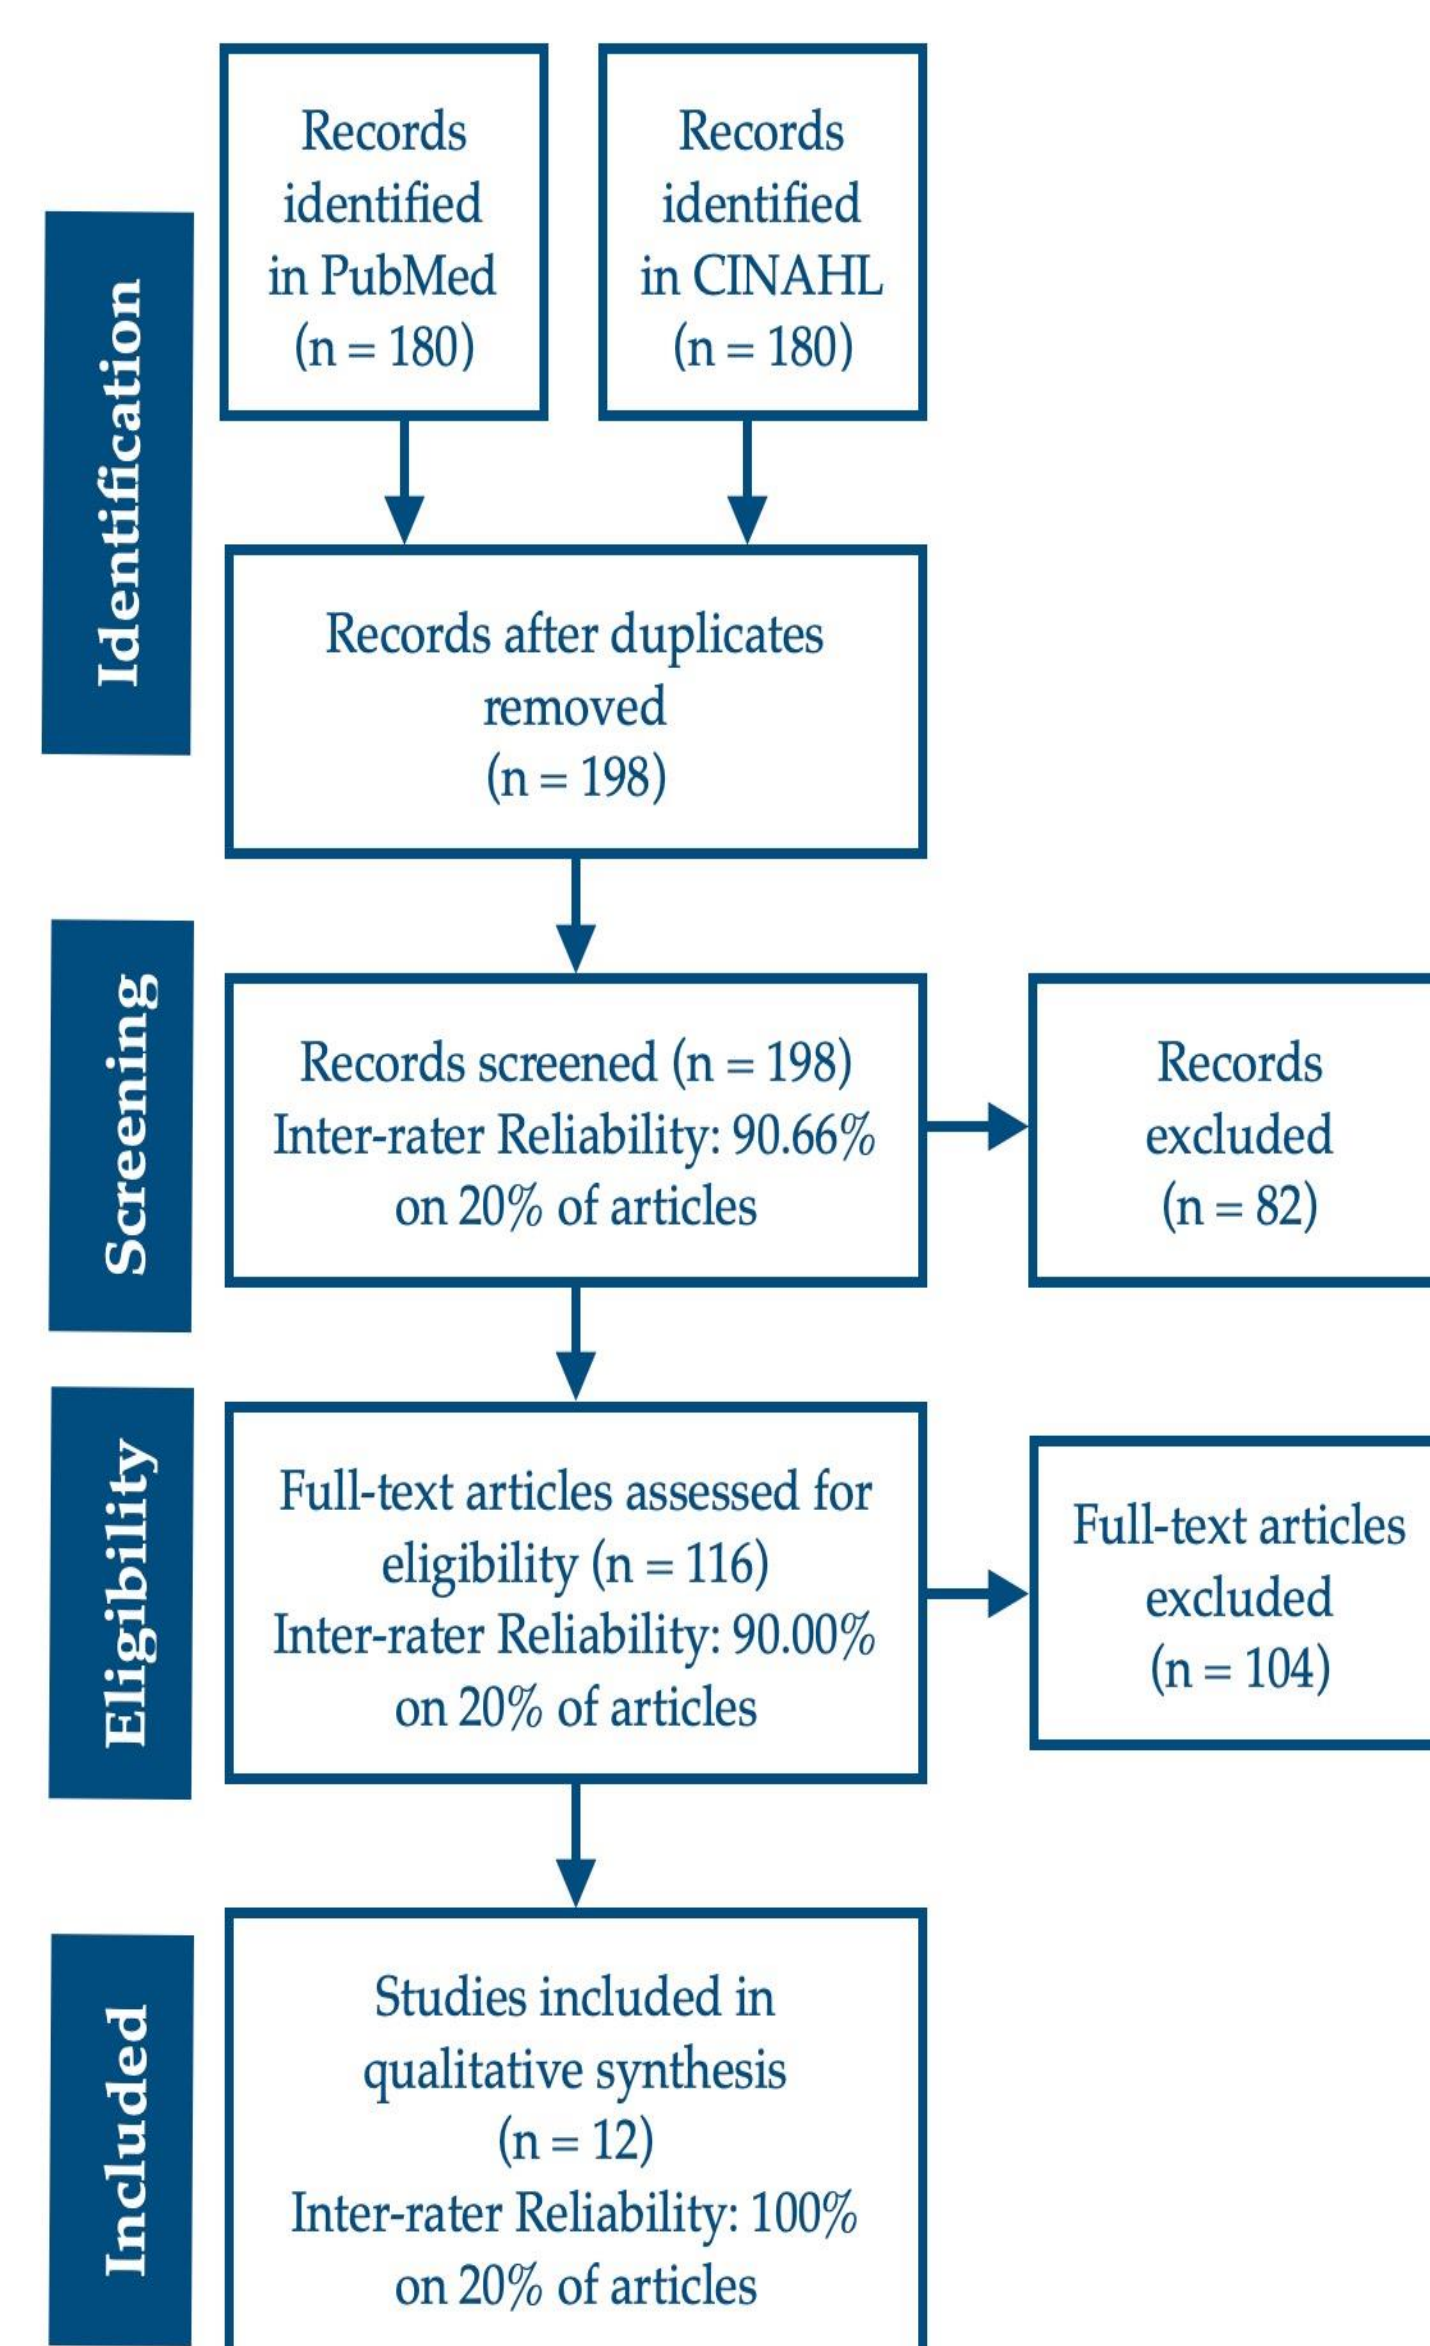 Identification
Records
identified
in PubMed
(n = 180)
Records
identified
in CINAHL
(n = 180)
Records after duplicates
removed
(n = 198)
Screening
Records screened (n = 198)
Inter-rater Reliability: 90.66%
on 20% of articles
Records
excluded
(n = 82)
Eligibility
Full-text articles assessed for
eligibility (n = 116)
Inter-rater Reliability: 90.00%
on 20% of articles
Full-text articles
excluded
(n = 104)
Included
Studies included in
qualitative synthesis
(n = 12)
Inter-rater Reliability: 100%
on 20% of articles